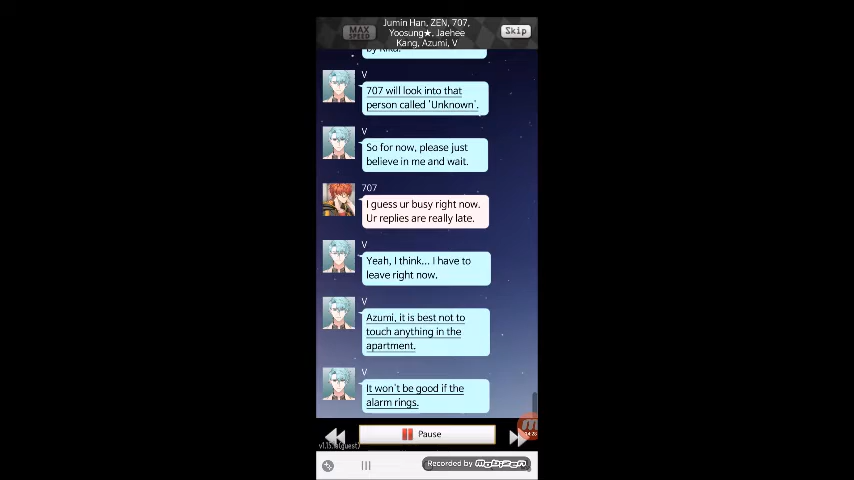 Jumin Han, ZEN, 707,
Yoosung★, Jaehee
Kang, Azumi, V
MAX
SPEED
Skip
by Rika.
V
707 will look into that
person called 'Unknown'.
V
So for now, please just
believe in me and wait.
707
I guess ur busy right now.
Ur replies are really late.
V
Yeah, I think... I have to
leave right now.
V
Azumi, it is best not to
touch anything in the
apartment.
V
It won't be good if the
alarm rings.
Pause
Recorded by mobizen